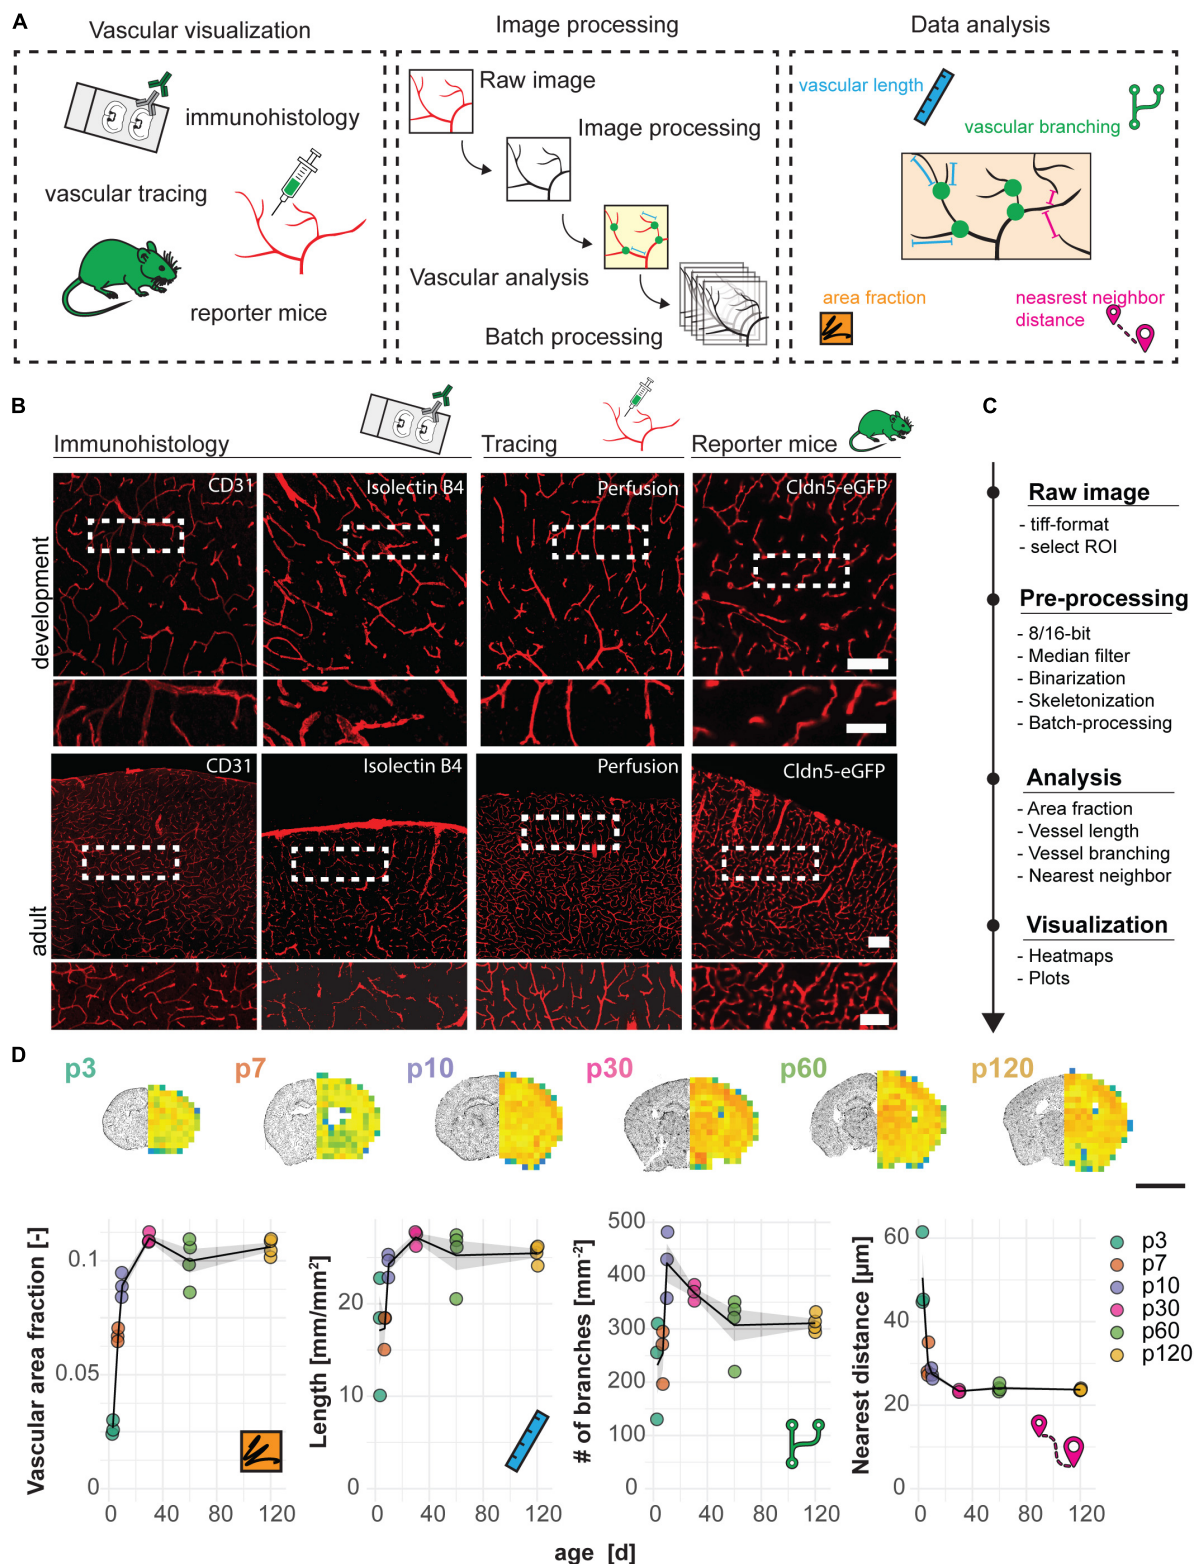 A
Vascular visualization
Image processing
Data analysis
immunohistology
vascular tracing
reporter mice
Raw image
Image processing
Vascular analysis
Batch processing
vascular length
vascular branching
area fraction
neasrest neighbor
distance
B
Immunohistology
Tracing
Reporter mice
development
CD31
Isolectin B4
Perfusion
Cldn5-eGFP
adult
CD31
Isolectin B4
Perfusion
Cldn5-eGFP
C
Raw image
- tiff-format
- select ROI
Pre-processing
- 8/16-bit
- Median filter
- Binarization
- Skeletonization
- Batch-processing
Analysis
- Area fraction
- Vessel length
- Vessel branching
- Nearest neighbor
Visualization
- Heatmaps
- Plots
D
p3
p7
p10
p30
p60
p120
Vascular area fraction [-]
0.1
0.05
0
0 40 80 120
Length [mm/mm²]
20
10
0
0 40 80 120
# of branches [mm⁻²]
500
400
300
200
100
0
0 40 80 120
Nearest distance [µm]
60
40
20
0
0 40 80 120
p3
p7
p10
p30
p60
p120
age [d]